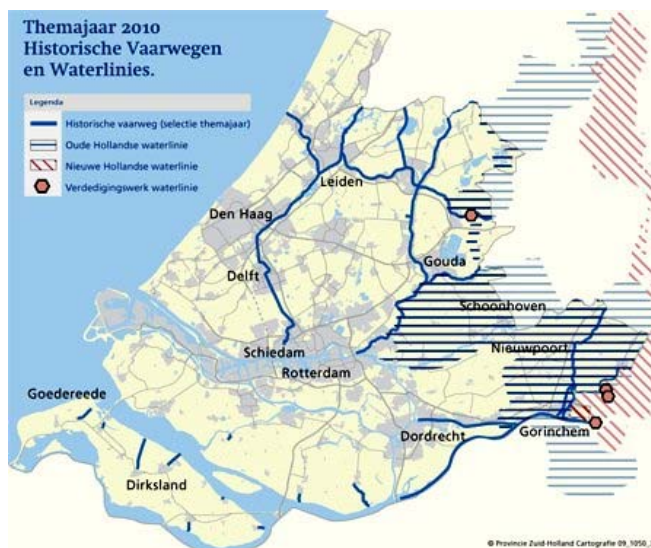 Themajaar 2010
Historische Vaarwegen
en Waterlinies.
Legenda
Historische vaarweg (selectie themajaar)
Oude Hollandse waterlinie
Nieuwe Hollandse waterlinie
Verdedigingswerk waterlinie
Leiden
Den Haag
Gouda
Delft
Schoonhoven
Schiedam
Nieuwpoort
Rotterdam
Goedereede
Dordrecht
Gorinchem
Dirksland
© Provincie Zuid-Holland Cartografie 09_1050_